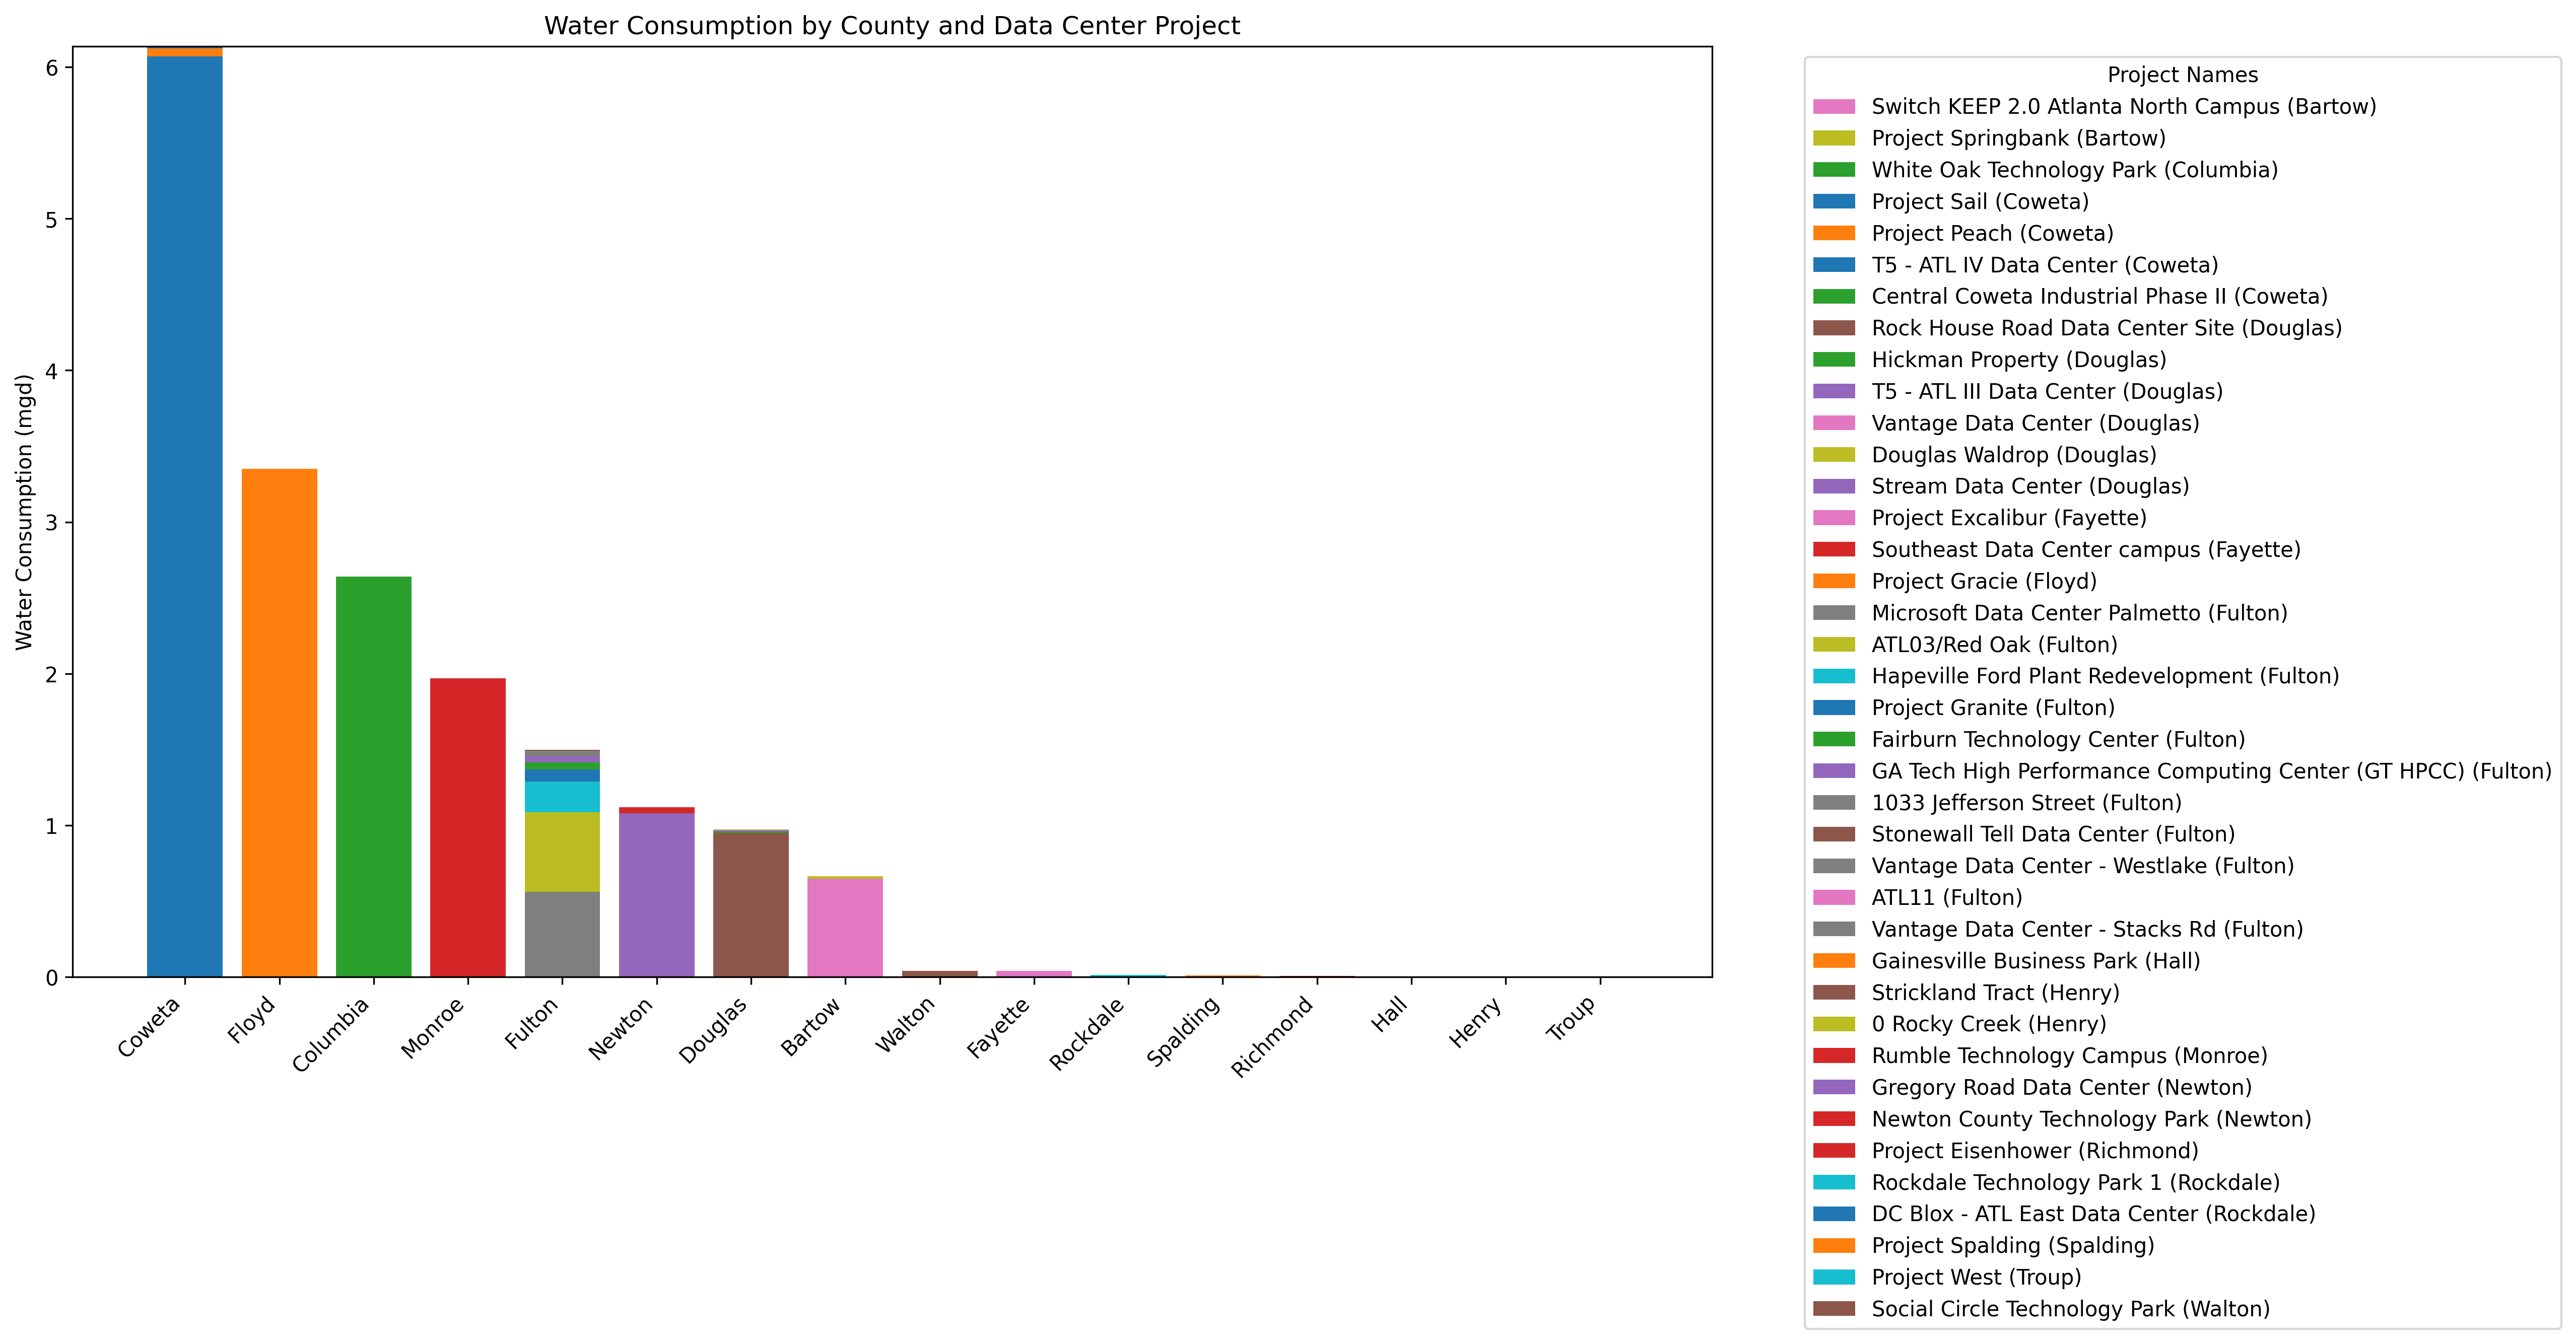 Water Consumption by County and Data Center Project
Water Consumption (mgd)
6
5
4
3
2
1
0
Coweta
Floyd
Columbia
Monroe
Fulton
Newton
Douglas
Bartow
Walton
Fayette
Rockdale
Spalding
Richmond
Hall
Henry
Troup
Project Names
Switch KEEP 2.0 Atlanta North Campus (Bartow)
Project Springbank (Bartow)
White Oak Technology Park (Columbia)
Project Sail (Coweta)
Project Peach (Coweta)
T5 - ATL IV Data Center (Coweta)
Central Coweta Industrial Phase II (Coweta)
Rock House Road Data Center Site (Douglas)
Hickman Property (Douglas)
T5 - ATL III Data Center (Douglas)
Vantage Data Center (Douglas)
Douglas Waldrop (Douglas)
Stream Data Center (Douglas)
Project Excalibur (Fayette)
Southeast Data Center campus (Fayette)
Project Gracie (Floyd)
Microsoft Data Center Palmetto (Fulton)
ATL03/Red Oak (Fulton)
Hapeville Ford Plant Redevelopment (Fulton)
Project Granite (Fulton)
Fairburn Technology Center (Fulton)
GA Tech High Performance Computing Center (GT HPCC) (Fulton)
1033 Jefferson Street (Fulton)
Stonewall Tell Data Center (Fulton)
Vantage Data Center - Westlake (Fulton)
ATL11 (Fulton)
Vantage Data Center - Stacks Rd (Fulton)
Gainesville Business Park (Hall)
Strickland Tract (Henry)
0 Rocky Creek (Henry)
Rumble Technology Campus (Monroe)
Gregory Road Data Center (Newton)
Newton County Technology Park (Newton)
Project Eisenhower (Richmond)
Rockdale Technology Park 1 (Rockdale)
DC Blox - ATL East Data Center (Rockdale)
Project Spalding (Spalding)
Project West (Troup)
Social Circle Technology Park (Walton)